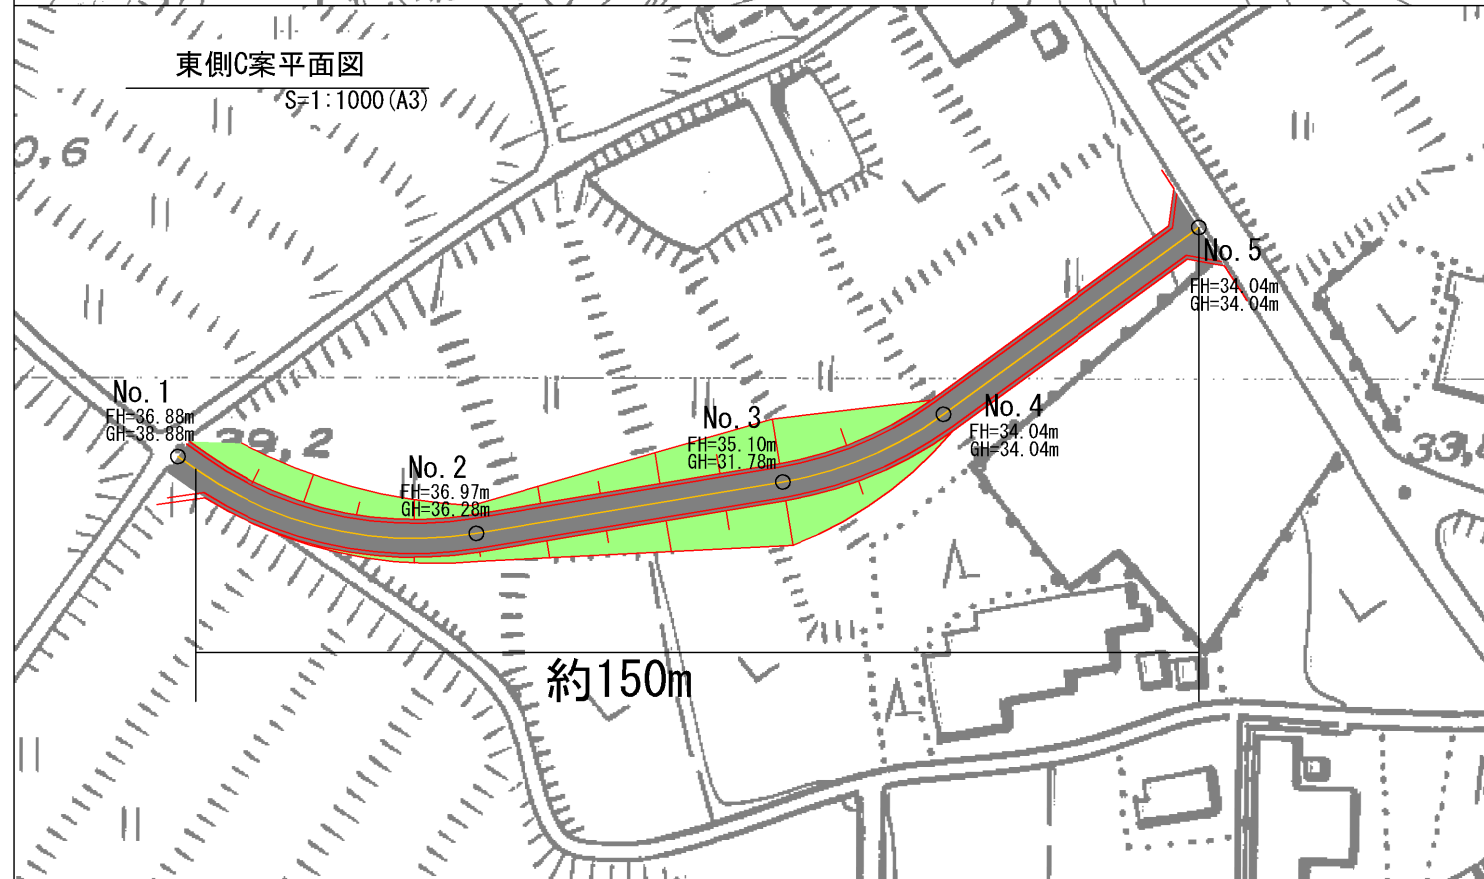 東側C案平面図
S=1:1000(A3)
0,6
No.5
FH=34.04m
GH=34.04m
No.1
FH=36.88m
GH=38.88m
39,2
No.3
FH=35.10m
GH=31.78m
No.4
FH=34.04m
GH=34.04m
No.2
FH=36.97m
GH=36.28m
33,
約150m